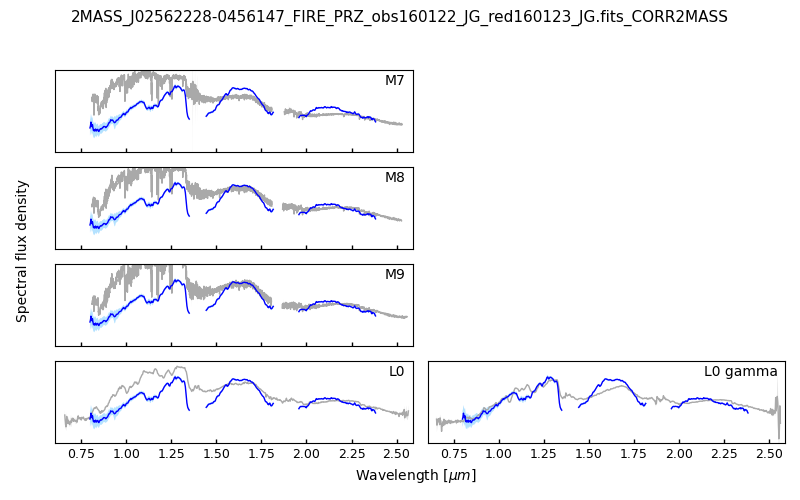 2MASS_J02562228-0456147_FIRE_PRZ_obs160122_JG_red160123_JG.fits_CORR2MASS
M7
M8
M9
L0
L0 gamma
Spectral flux density
0.75 1.00 1.25 1.50 1.75 2.00 2.25 2.50
0.75 1.00 1.25 1.50 1.75 2.00 2.25 2.50
Wavelength [μm]